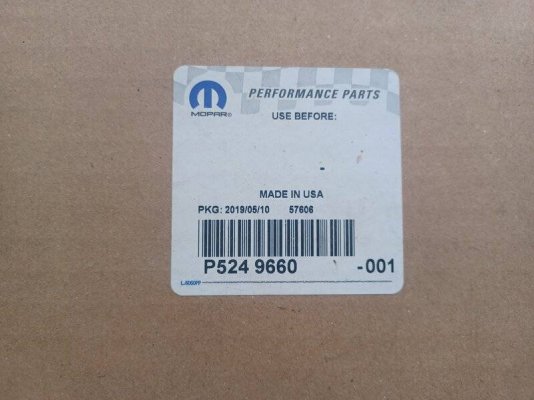 PERFORMANCE PARTS
MOPAR®
USE BEFORE:
-
MADE IN USA
PKG: 2019/05/10 57606
P524 9660 -001